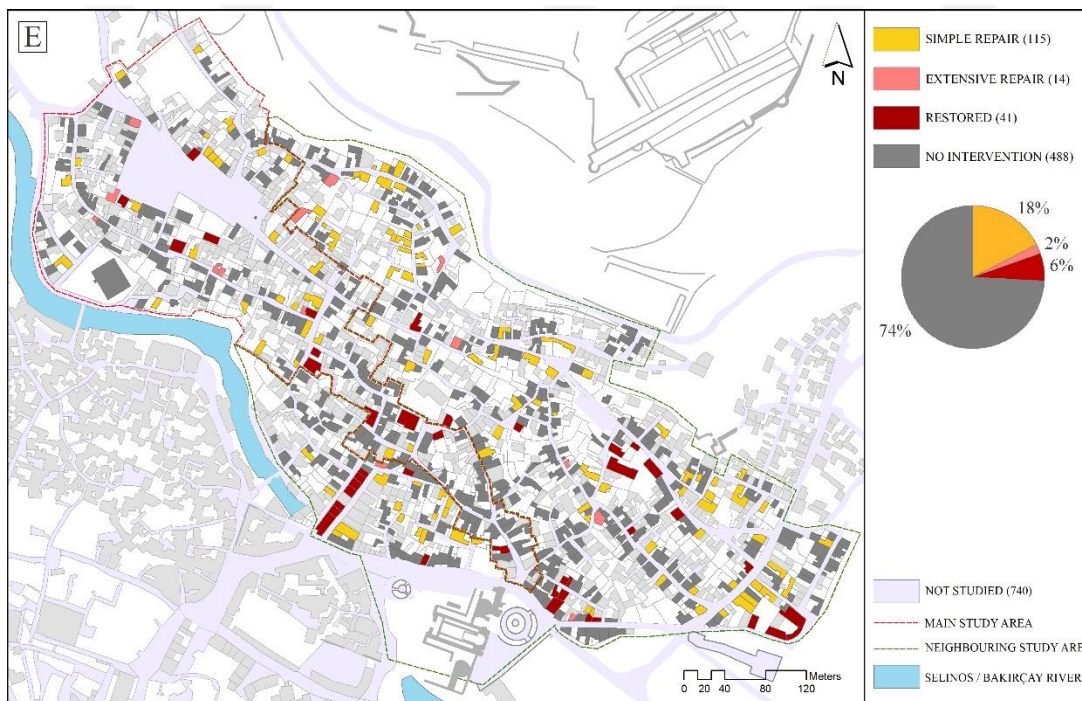 E
N
Meters
0 20 40 80 120
SIMPLE REPAIR (115)
EXTENSIVE REPAIR (14)
RESTORED (41)
NO INTERVENTION (488)
18%
2%
6%
74%
NOT STUDIED (740)
MAIN STUDY AREA
NEIGHBOURING STUDY ARE
SELINOS / BAKIRÇAY RIVER